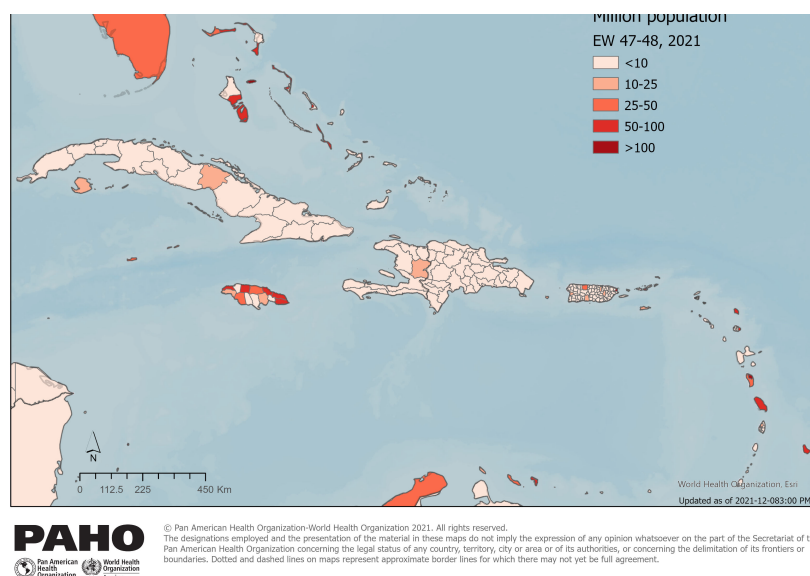 Million population
EW 47-48, 2021
<10
10-25
25-50
50-100
>100
N
0 112.5 225 450 Km
World Health Organization, Esri
Updated as of 2021-12-083:00 PM
PAHO
Pan American
Health
Organization
World Health
Organization
© Pan American Health Organization-World Health Organization 2021. All rights reserved.
The designations employed and the presentation of the material in these maps do not imply the expression of any opinion whatsoever on the part of the Secretariat of t
Pan American Health Organization concerning the legal status of any country, territory, city or area or of its authorities, or concerning the delimitation of its frontiers or
boundaries. Dotted and dashed lines on maps represent approximate border lines for which there may not yet be full agreement.